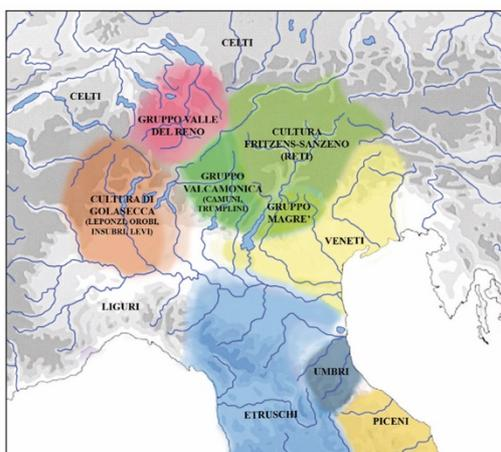 CELTI
CELTI
GRUPPO VALLE
DEL RENO
CULTURA
FRITZENS-SANZENO
(RETI)
GRUPPO
VALCAMONICA
(CAMUNI,
TRUMPLINI)
CULTURA DI
GOLASECCA
(LEPONZI, OROBI,
INSUBRI, LEVI)
GRUPPO
MAGRE'
VENETI
LIGURI
UMBRI
ETRUSCHI
PICENI